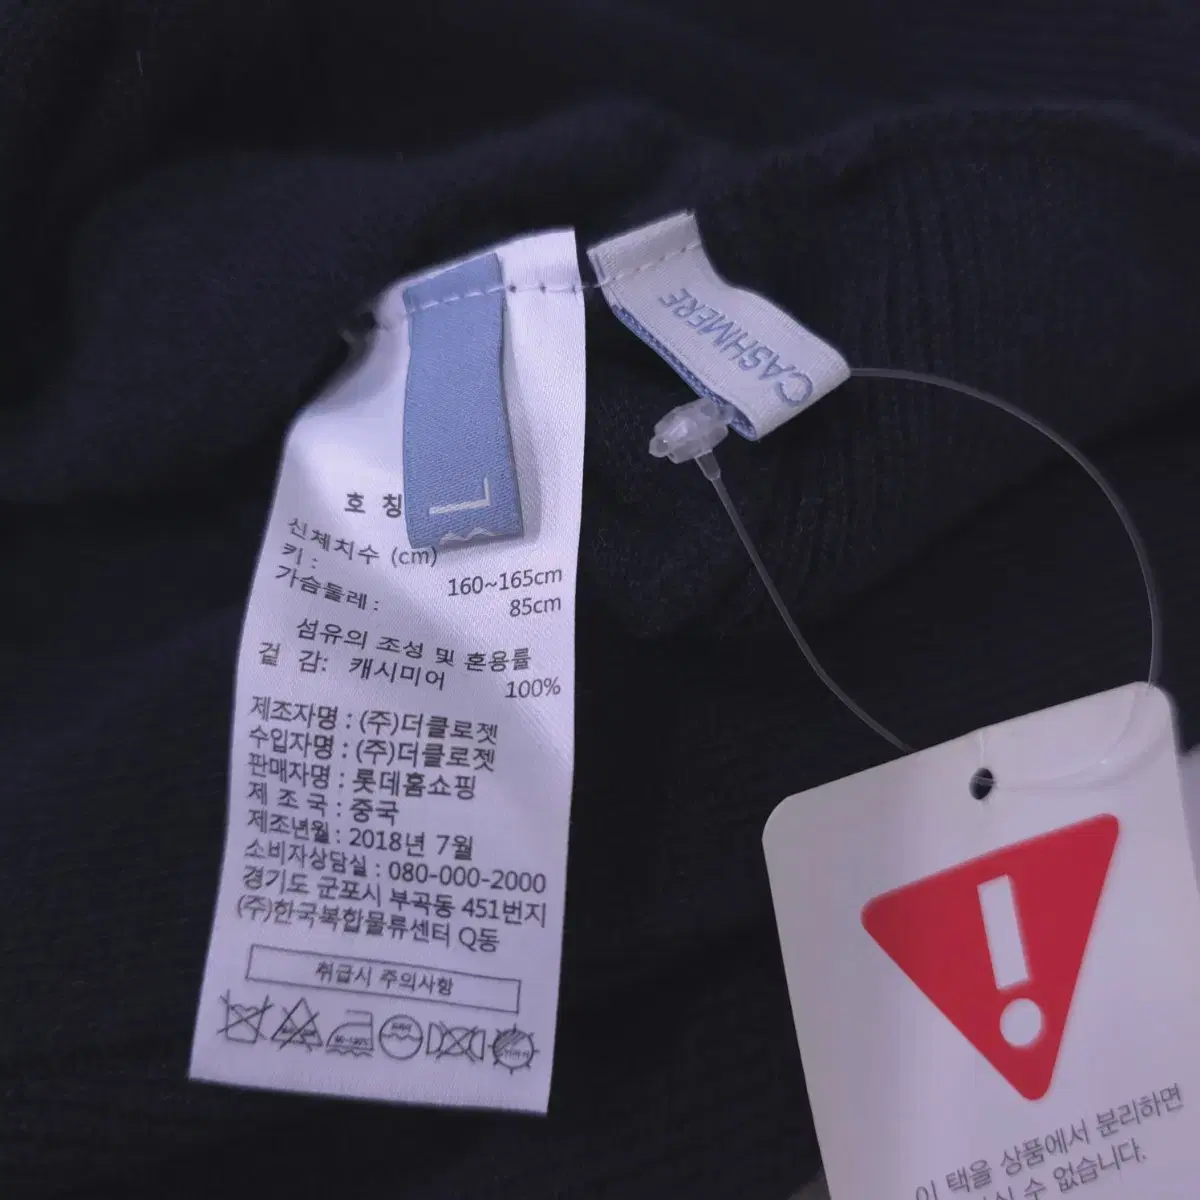 CASHMERE
L
호 칭
신체치수 (cm)
키 : 160~165cm
가슴둘레 : 85cm
섬유의 조성 및 혼용률
겉 감: 캐시미어 100%
제조자명 : (주)더클로젯
수입자명 : (주)더클로젯
판매자명 : 롯데홈쇼핑
제 조 국 : 중국
제조년월 : 2018년 7월
소비자상담실 : 080-000-2000
경기도 군포시 부곡동 451번지
(주)한국복합물류센터 Q동
취급시 주의사항
이 택을 상품에서 분리하면
수 없습니다.